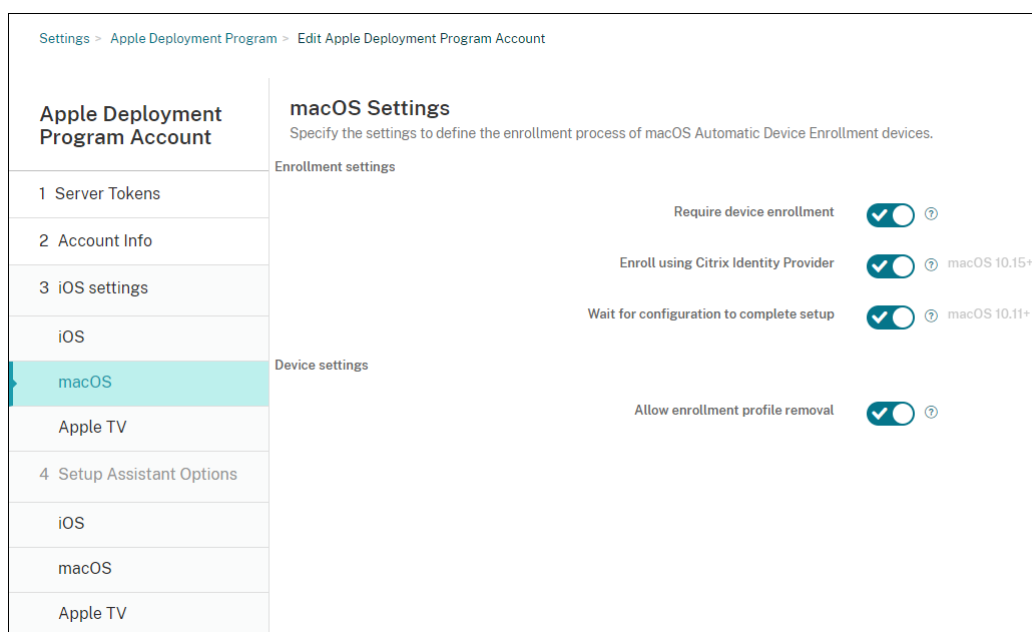 Settings > Apple Deployment Program > Edit Apple Deployment Program Account
Apple Deployment
Program Account
1 Server Tokens
2 Account Info
3 iOS settings
iOS
macOS
Apple TV
4 Setup Assistant Options
iOS
macOS
Apple TV
macOS Settings
Specify the settings to define the enrollment process of macOS Automatic Device Enrollment devices.
Enrollment settings
Require device enrollment ?
Enroll using Citrix Identity Provider ? macOS 10.15+
Wait for configuration to complete setup ? macOS 10.11+
Device settings
Allow enrollment profile removal ?